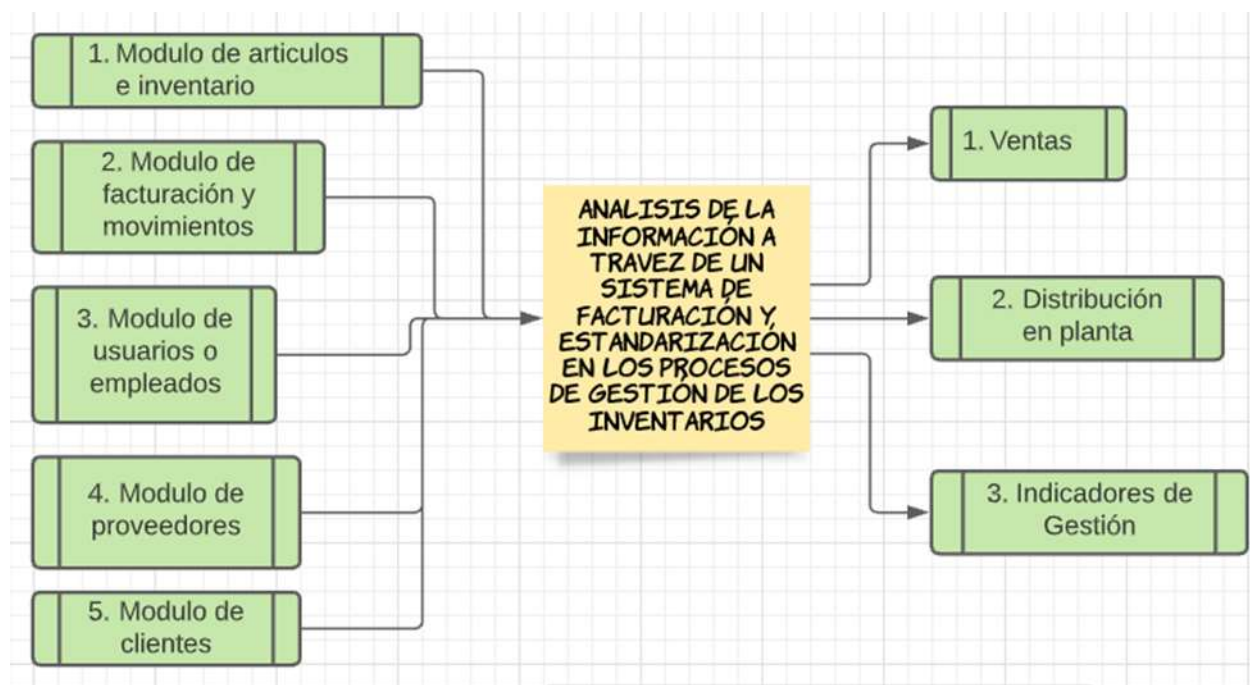 1. Modulo de articulos
e inventario
2. Modulo de
facturación y
movimientos
3. Modulo de
usuarios o
empleados
4. Modulo de
proveedores
5. Modulo de
clientes
ANALISIS DE LA
INFORMACIÓN A
TRAVEZ DE UN
SISTEMA DE
FACTURACIÓN Y
ESTANDARIZACIÓN
EN LOS PROCESOS
DE GESTIÓN DE LOS
INVENTARIOS
1. Ventas
2. Distribución
en planta
3. Indicadores de
Gestión